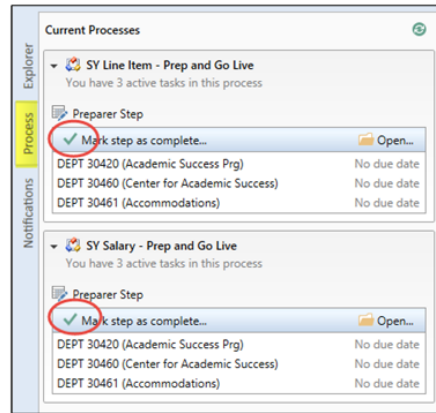 Current Processes
Explorer
Process
Notifications
SY Line Item - Prep and Go Live
You have 3 active tasks in this process
Preparer Step
Mark step as complete... Open...
DEPT 30420 (Academic Success Prg) No due date
DEPT 30460 (Center for Academic Success) No due date
DEPT 30461 (Accommodations) No due date
SY Salary - Prep and Go Live
You have 3 active tasks in this process
Preparer Step
Mark step as complete... Open...
DEPT 30420 (Academic Success Prg) No due date
DEPT 30460 (Center for Academic Success) No due date
DEPT 30461 (Accommodations) No due date